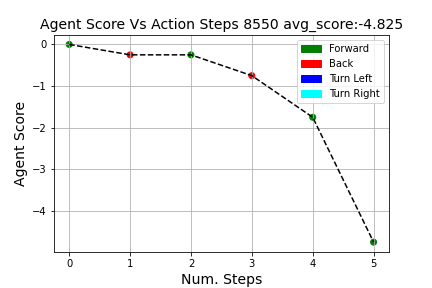 Agent Score Vs Action Steps 8550 avg_score:-4.825
Agent Score
0
−1
−2
−3
−4
Forward
Back
Turn Left
Turn Right
0 1 2 3 4 5
Num. Steps